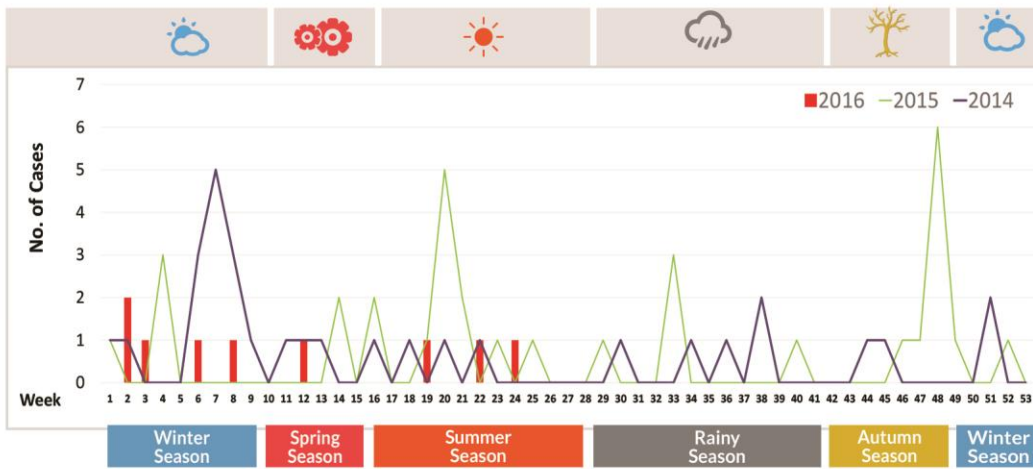 7
2016 2015 2014
6
5
4
3
2
1
0
No. of Cases
Week 1 2 3 4 5 6 7 8 9 10 11 12 13 14 15 16 17 18 19 20 21 22 23 24 25 26 27 28 29 30 31 32 33 34 35 36 37 38 39 40 41 42 43 44 45 46 47 48 49 50 51 52 53
Winter
Season
Spring
Season
Summer
Season
Rainy
Season
Autumn
Season
Winter
Season